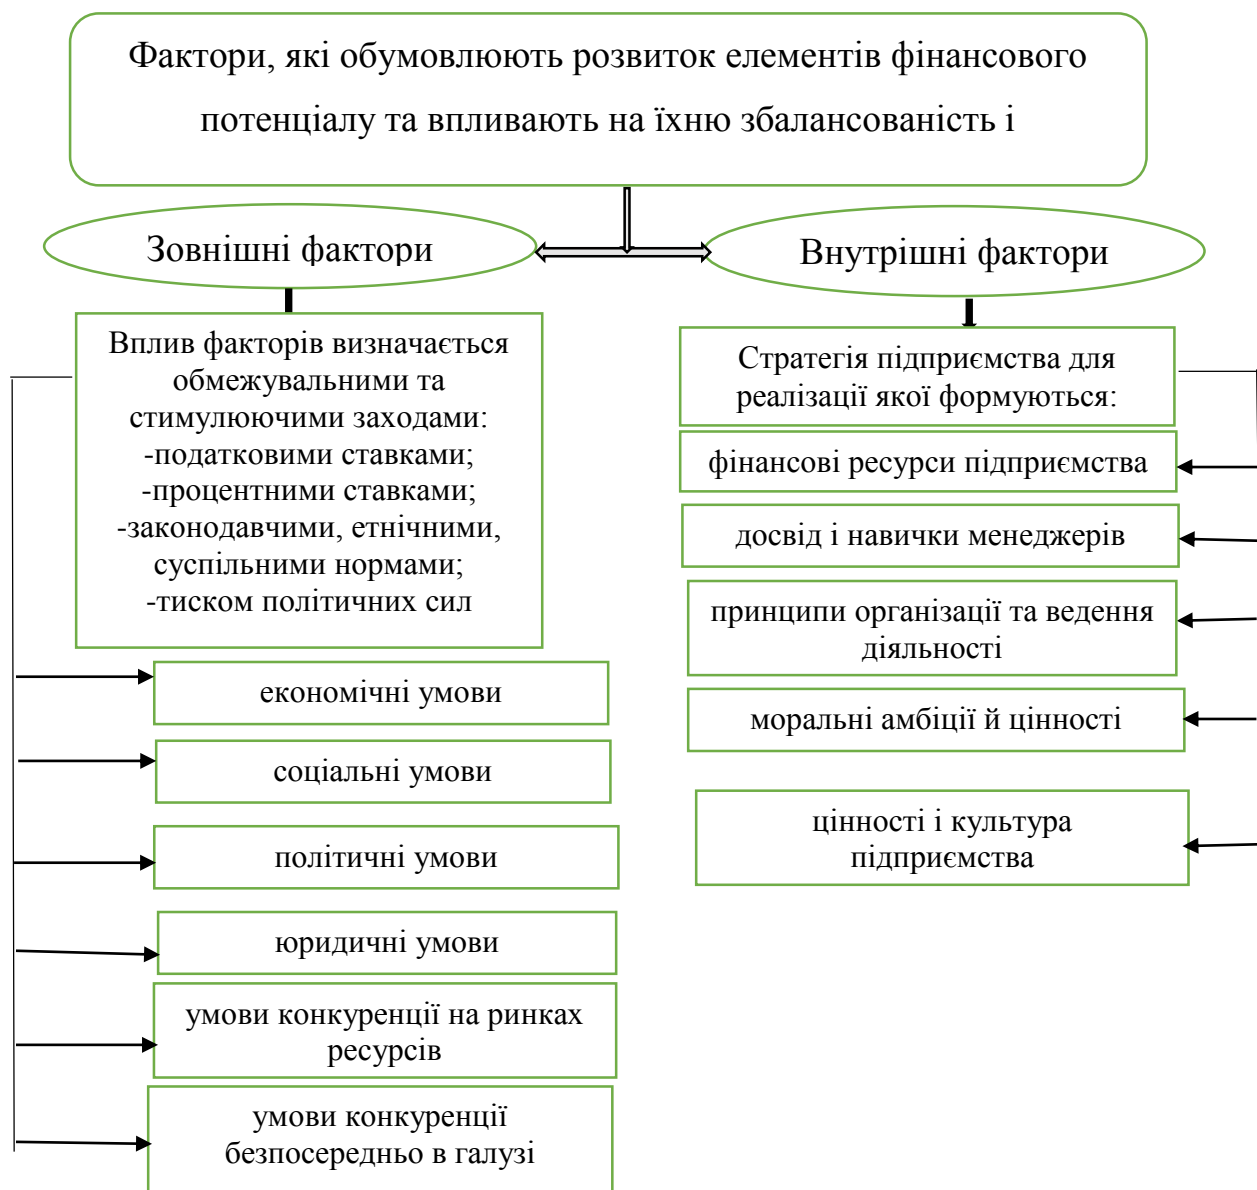 Фактори, які обумовлюють розвиток елементів фінансового
потенціалу та впливають на їхню збалансованість і
Зовнішні фактори
Внутрішні фактори
Вплив факторів визначається
обмежувальними та
стимулюючими заходами:
-податковими ставками;
-процентними ставками;
-законодавчими, етнічними,
суспільними нормами;
-тиском політичних сил
економічні умови
соціальні умови
політичні умови
юридичні умови
умови конкуренції на ринках
ресурсів
умови конкуренції
безпосередньо в галузі
Стратегія підприємства для
реалізації якої формуються:
фінансові ресурси підприємства
досвід і навички менеджерів
принципи організації та ведення
діяльності
моральні амбіції й цінності
цінності і культура
підприємства